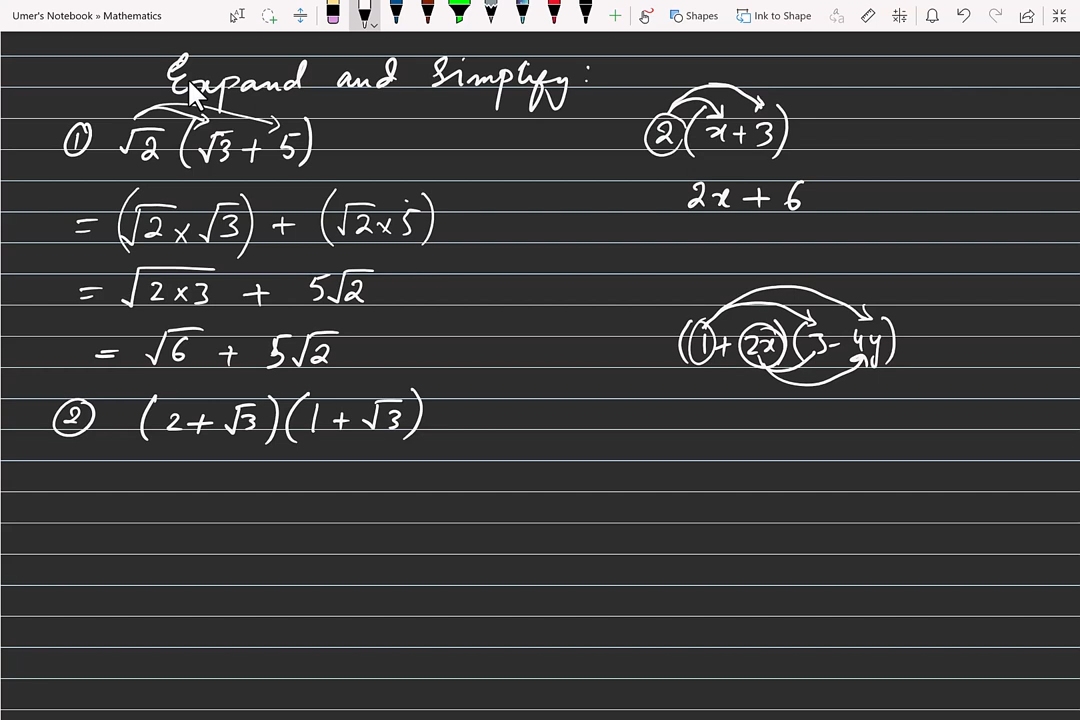 Umer's Notebook » Mathematics
Shapes
Ink to Shape
Expand and Simplify:
① √2 (√3 + 5)
= (√2 × √3) + (√2 × 5)
= √2×3 + 5√2
= √6 + 5√2
② (2 + √3)(1 + √3)
2(x + 3)
2x + 6
(1 + 2x)(3 - 4y)